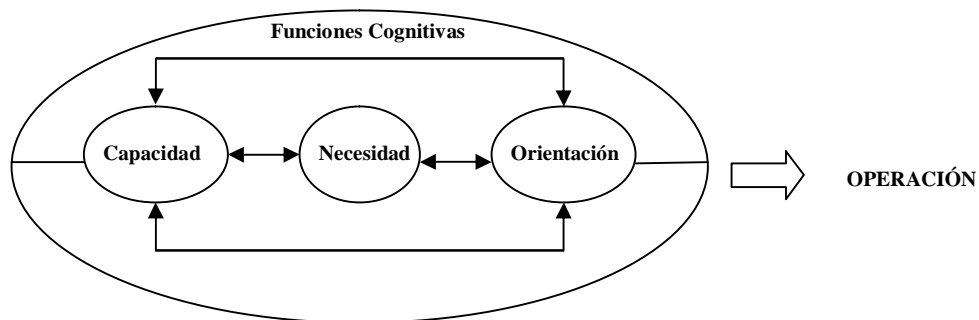 Funciones Cognitivas
Capacidad
Necesidad
Orientación
OPERACIÓN